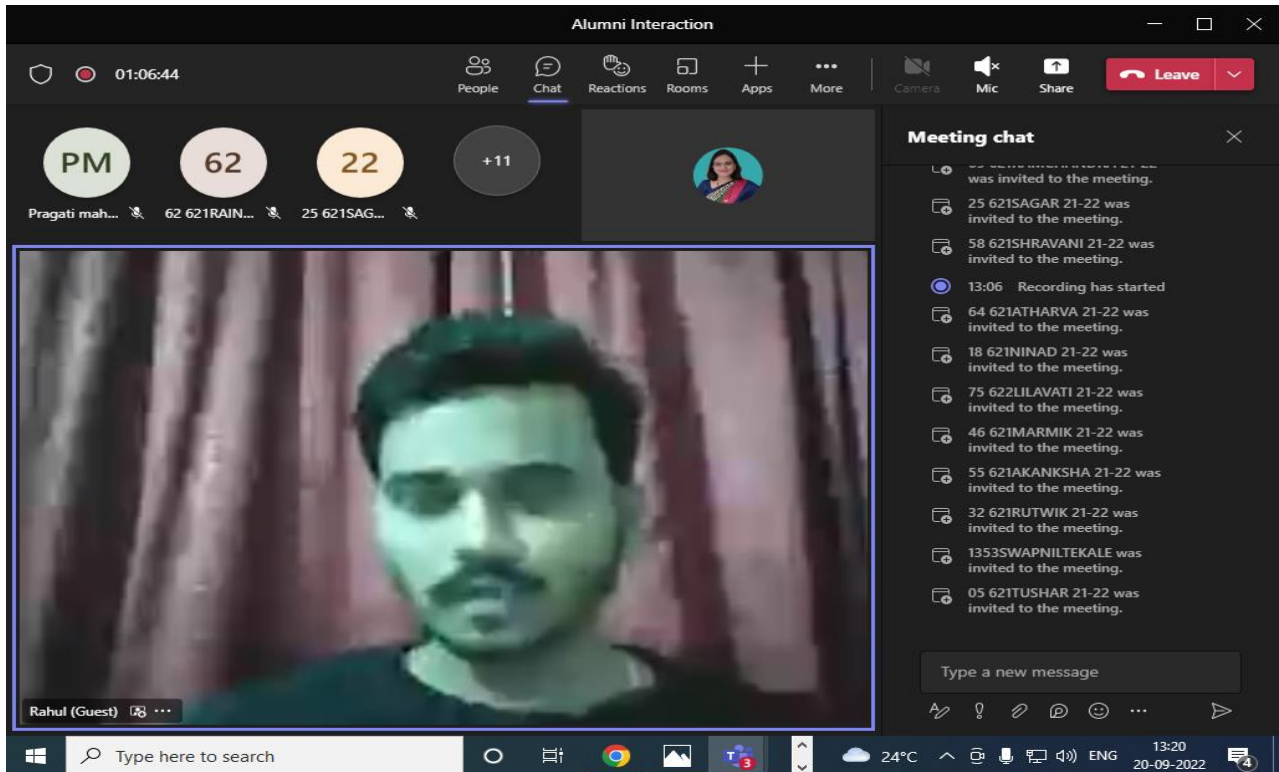 Alumni Interaction
01:06:44
People
Chat
Reactions
Rooms
Apps
More
Camera
Mic
Share
Leave
PM
62
22
+11
Pragati mah...
62 621RAIN...
25 621SAG...
Rahul (Guest)
Meeting chat
was invited to the meeting.
25 621SAGAR 21-22 was
invited to the meeting.
58 621SHRAVANI 21-22 was
invited to the meeting.
13:06 Recording has started
64 621ATHARVA 21-22 was
invited to the meeting.
18 621NINAD 21-22 was
invited to the meeting.
75 622LILAVATI 21-22 was
invited to the meeting.
46 621MARMIK 21-22 was
invited to the meeting.
55 621AKANKSHA 21-22 was
invited to the meeting.
32 621RUTWIK 21-22 was
invited to the meeting.
1353SWAPNILTEKALE was
invited to the meeting.
05 621TUSHAR 21-22 was
invited to the meeting.
Type a new message
Type here to search
24°C
ENG
13:20
20-09-2022
3
4